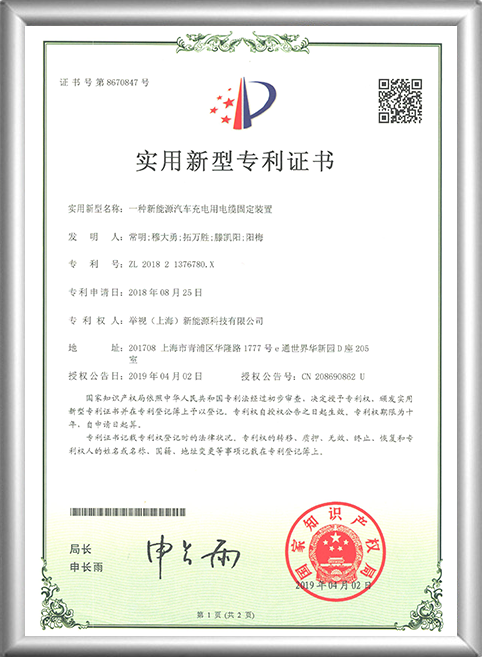 证书号第8670847号
实用新型专利证书
实用新型名称：一种新能源汽车充电用电缆固定装置
发 明 人：常明;穆大勇;拓万胜;滕凯阳;阳梅
专 利 号：ZL 2018 2 1376780.X
专利申请日：2018年08月25日
专 利 权 人：挚视（上海）新能源科技有限公司
地 址：201708 上海市青浦区华隆路1777号e通世界华新园D座205
室
授权公告日：2019年04月02日 授权公告号：CN 208690862 U
国家知识产权局依照中华人民共和国专利法经过初步审查，决定授予专利权，颁发实用
新型专利证书并在专利登记簿上予以登记。专利权自授权公告之日起生效。专利权期限为十
年，自申请日起算。
专利证书记载专利权登记时的法律状况。专利权的转移、质押、无效、终止、恢复和专
利权人的姓名或名称、国籍、地址变更等事项记载在专利登记簿上。
局长
申长雨
申长雨
国家知识产权局
2019年04月02日
第 1 页（共 2 页）